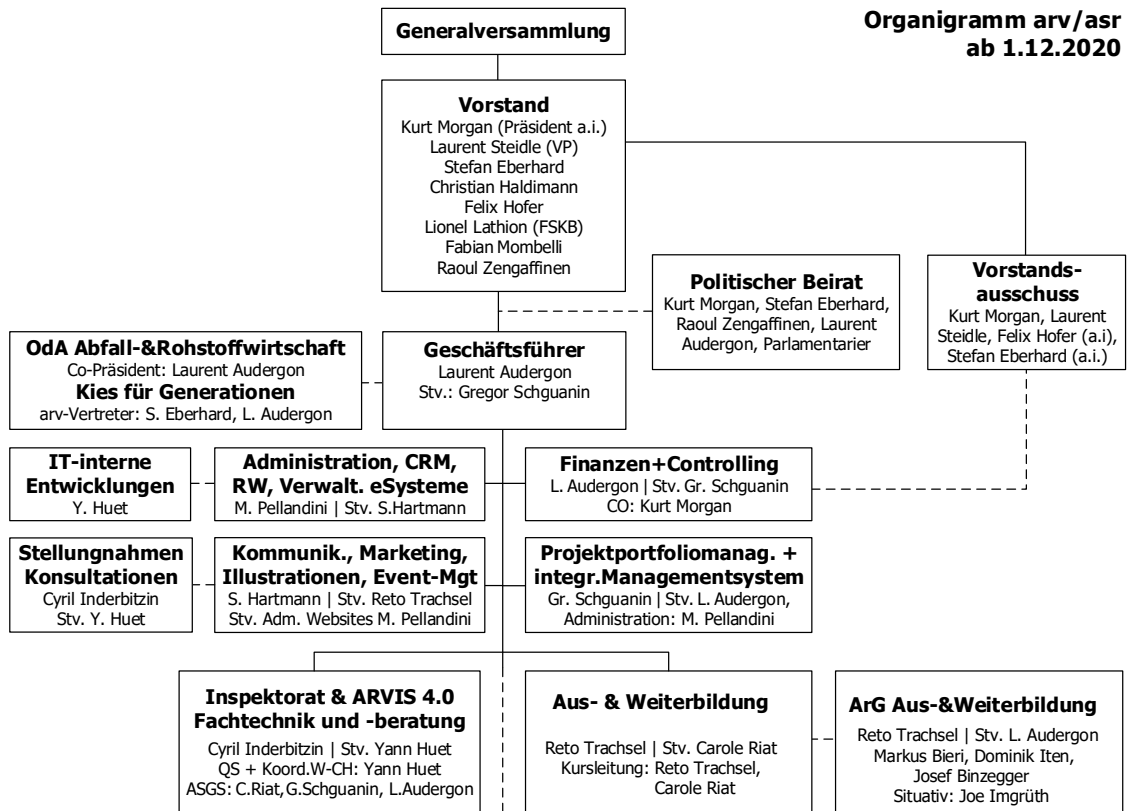 Organigramm arv/asr
ab 1.12.2020
Generalversammlung
Vorstand
Kurt Morgan (Präsident a.i.)
Laurent Steidle (VP)
Stefan Eberhard
Christian Haldimann
Felix Hofer
Lionel Lathion (FSKB)
Fabian Mombelli
Raoul Zengaffinen
Politischer Beirat
Kurt Morgan, Stefan Eberhard,
Raoul Zengaffinen, Laurent
Audergon, Parlamentarier
Vorstands-
ausschuss
Kurt Morgan, Laurent
Steidle, Felix Hofer (a.i),
Stefan Eberhard (a.i.)
OdA Abfall-&Rohstoffwirtschaft
Co-Präsident: Laurent Audergon
Kies für Generationen
arv-Vertreter: S. Eberhard, L. Audergon
Geschäftsführer
Laurent Audergon
Stv.: Gregor Schguanin
IT-interne
Entwicklungen
Y. Huet
Administration, CRM,
RW, Verwalt. eSysteme
M. Pellandini | Stv. S.Hartmann
Finanzen+Controlling
L. Audergon | Stv. Gr. Schguanin
CO: Kurt Morgan
Stellungnahmen
Konsultationen
Cyril Inderbitzin
Stv. Y. Huet
Kommunik., Marketing,
Illustrationen, Event-Mgt
S. Hartmann | Stv. Reto Trachsel
Stv. Adm. Websites M. Pellandini
Projektportfoliomanag. +
integr.Managementsystem
Gr. Schguanin | Stv. L. Audergon,
Administration: M. Pellandini
Inspektorat & ARVIS 4.0
Fachtechnik und -beratung
Cyril Inderbitzin | Stv. Yann Huet
QS + Koord.W-CH: Yann Huet
ASGS: C.Riat,G.Schguanin, L.Audergon
Aus- & Weiterbildung
Reto Trachsel | Stv. Carole Riat
Kursleitung: Reto Trachsel,
Carole Riat
ArG Aus-&Weiterbildung
Reto Trachsel | Stv. L. Audergon
Markus Bieri, Dominik Iten,
Josef Binzegger
Situativ: Joe Imgrüth